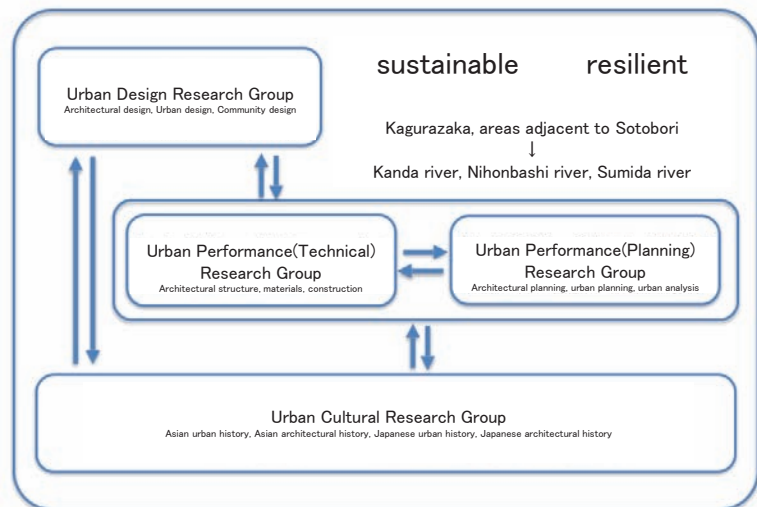 sustainable resilient
Urban Design Research Group
Architectural design, Urban design, Community design
Kagurazaka, areas adjacent to Sotobori
↓
Kanda river, Nihonbashi river, Sumida river
Urban Performance(Technical)
Research Group
Architectural structure, materials, construction
Urban Performance(Planning)
Research Group
Architectural planning, urban planning, urban analysis
Urban Cultural Research Group
Asian urban history, Asian architectural history, Japanese urban history, Japanese architectural history